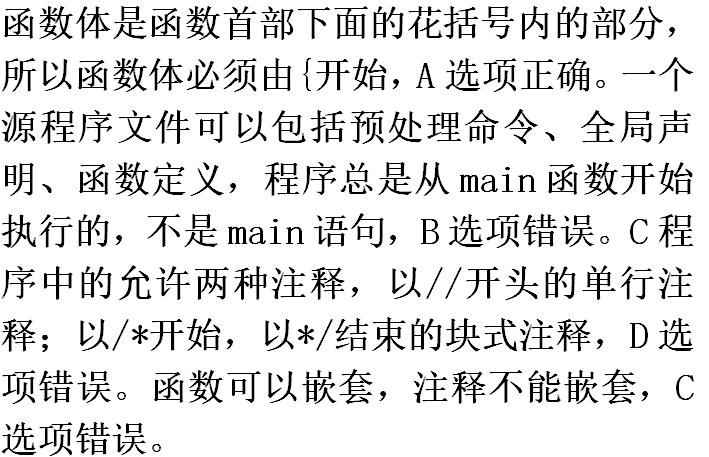 函数体是函数首部下面的花括号内的部分，
所以函数体必须由{开始，A 选项正确。一个
源程序文件可以包括预处理命令、全局声
明、函数定义，程序总是从 main 函数开始
执行的，不是 main 语句，B 选项错误。C 程
序中的允许两种注释，以//开头的单行注
释；以/*开始，以*/结束的块式注释，D 选
项错误。函数可以嵌套，注释不能嵌套，C
选项错误。